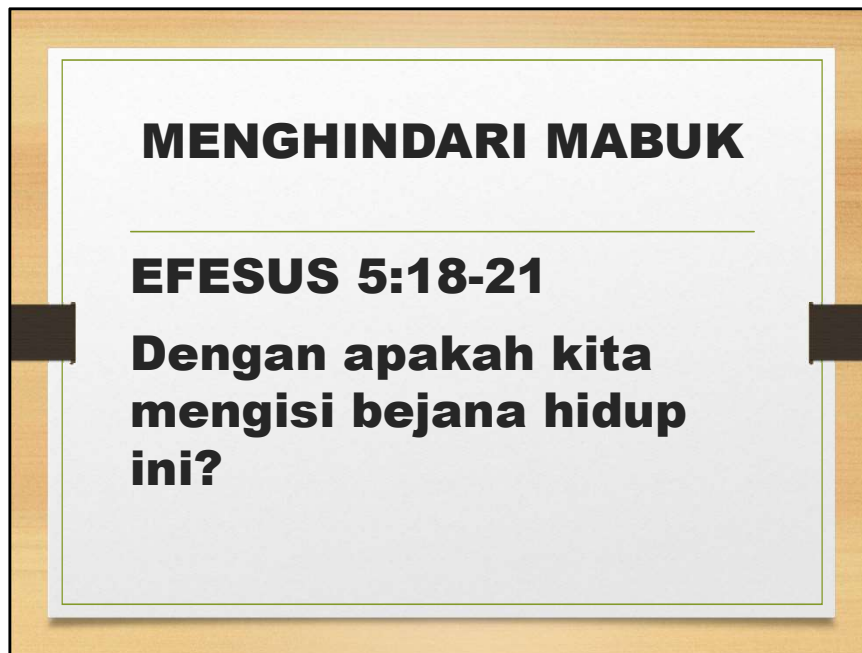 MENGHINDARI MABUK
EFESUS 5:18-21
Dengan apakah kita
mengisi bejana hidup
ini?